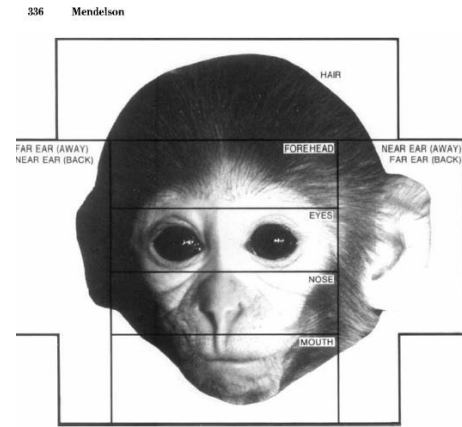 336 Mendelson
HAIR
FAR EAR (AWAY)
NEAR EAR (BACK)
FOREHEAD
NEAR EAR (AWAY)
FAR EAR (BACK)
EYES
NOSE
MOUTH